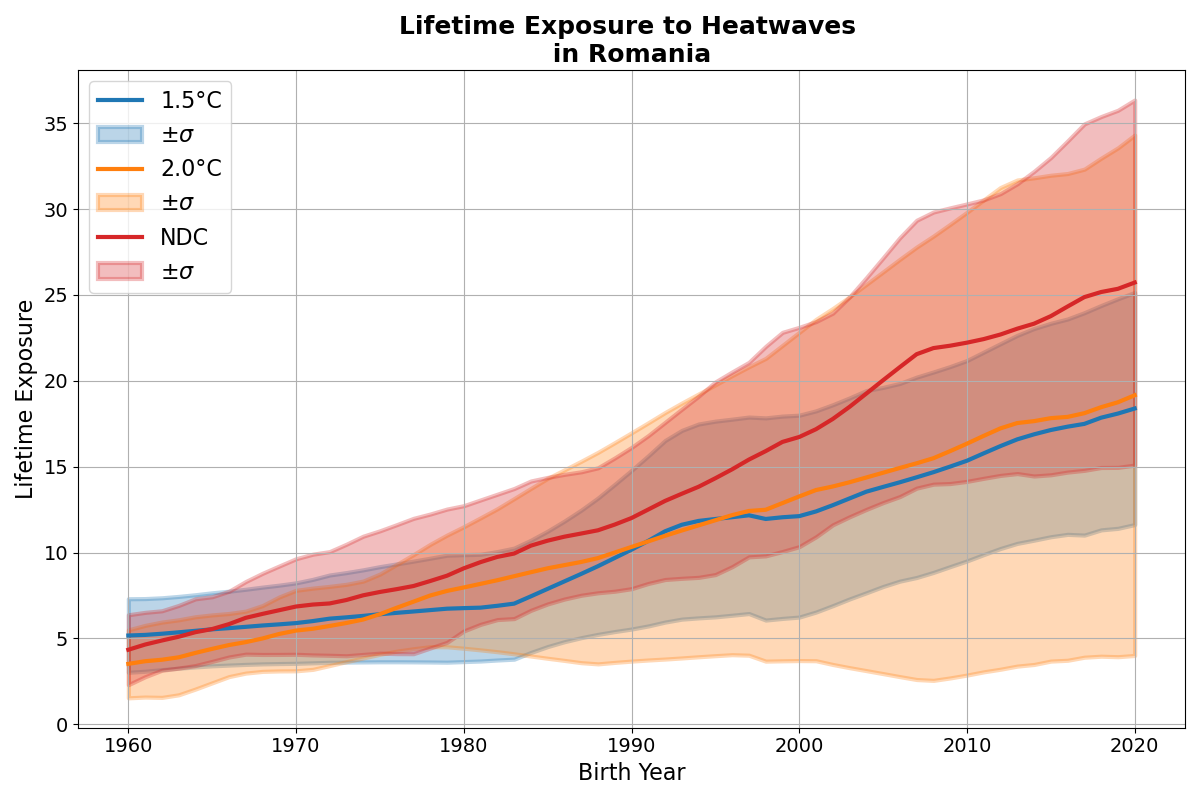 Lifetime Exposure to Heatwaves
in Romania
1.5°C
±σ
2.0°C
±σ
NDC
±σ
Lifetime Exposure
35
30
25
20
15
10
5
0
1960 1970 1980 1990 2000 2010 2020
Birth Year